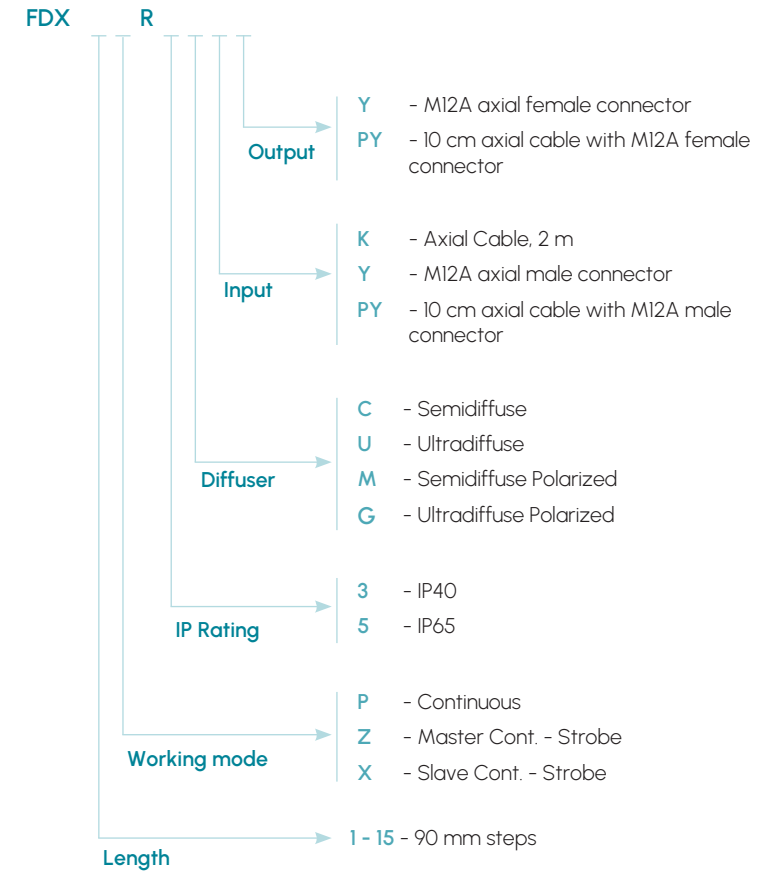 FDX R
Y - M12A axial female connector
PY - 10 cm axial cable with M12A female
connector
Output
K - Axial Cable, 2 m
Y - M12A axial male connector
PY - 10 cm axial cable with M12A male
connector
Input
C - Semidiffuse
U - Ultradiffuse
M - Semidiffuse Polarized
G - Ultradiffuse Polarized
Diffuser
3 - IP40
5 - IP65
IP Rating
P - Continuous
Z - Master Cont. - Strobe
X - Slave Cont. - Strobe
Working mode
1 - 15 - 90 mm steps
Length